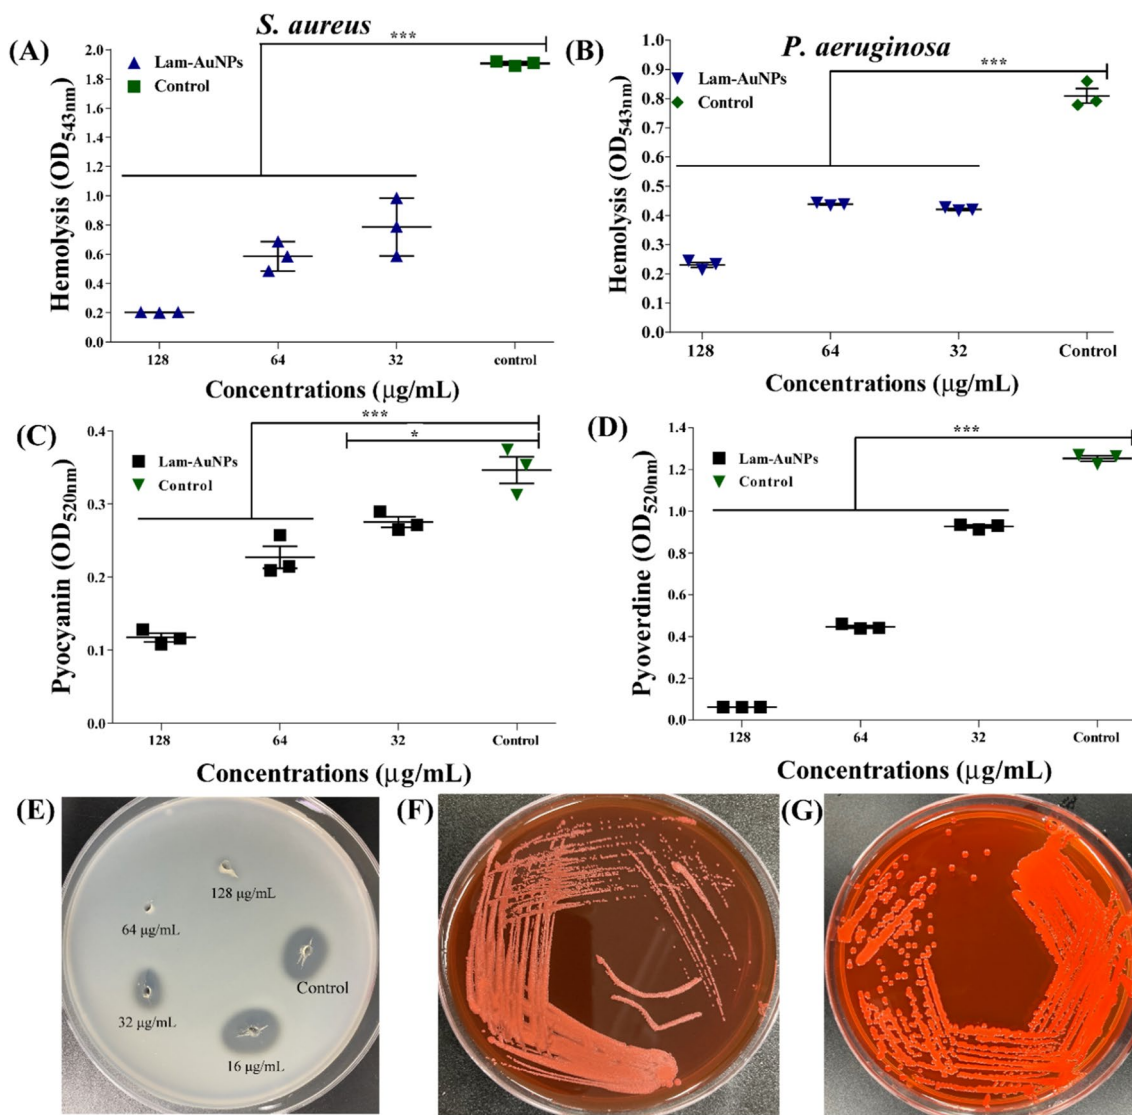 (A)
S. aureus
***
Lam-AuNPs
Control
Hemolysis (OD543nm)
2.0
1.8
1.6
1.4
1.2
1.0
0.8
0.6
0.4
0.2
0.0
128
64
32
control
Concentrations (μg/mL)
(B)
P. aeruginosa
***
Lam-AuNPs
Control
Hemolysis (OD543nm)
1.0
0.9
0.8
0.7
0.6
0.5
0.4
0.3
0.2
0.1
0.0
128
64
32
Control
Concentrations (μg/mL)
(C)
***
*
Lam-AuNPs
Control
Pyocyanin (OD520nm)
0.4
0.3
0.2
0.1
0.0
128
64
32
Control
Concentrations (μg/mL)
(D)
***
Lam-AuNPs
Control
Pyoverdine (OD520nm)
1.4
1.2
1.0
0.8
0.6
0.4
0.2
0.0
128
64
32
Control
Concentrations (μg/mL)
(E)
128 μg/mL
64 μg/mL
Control
32 μg/mL
16 μg/mL
(F)
(G)